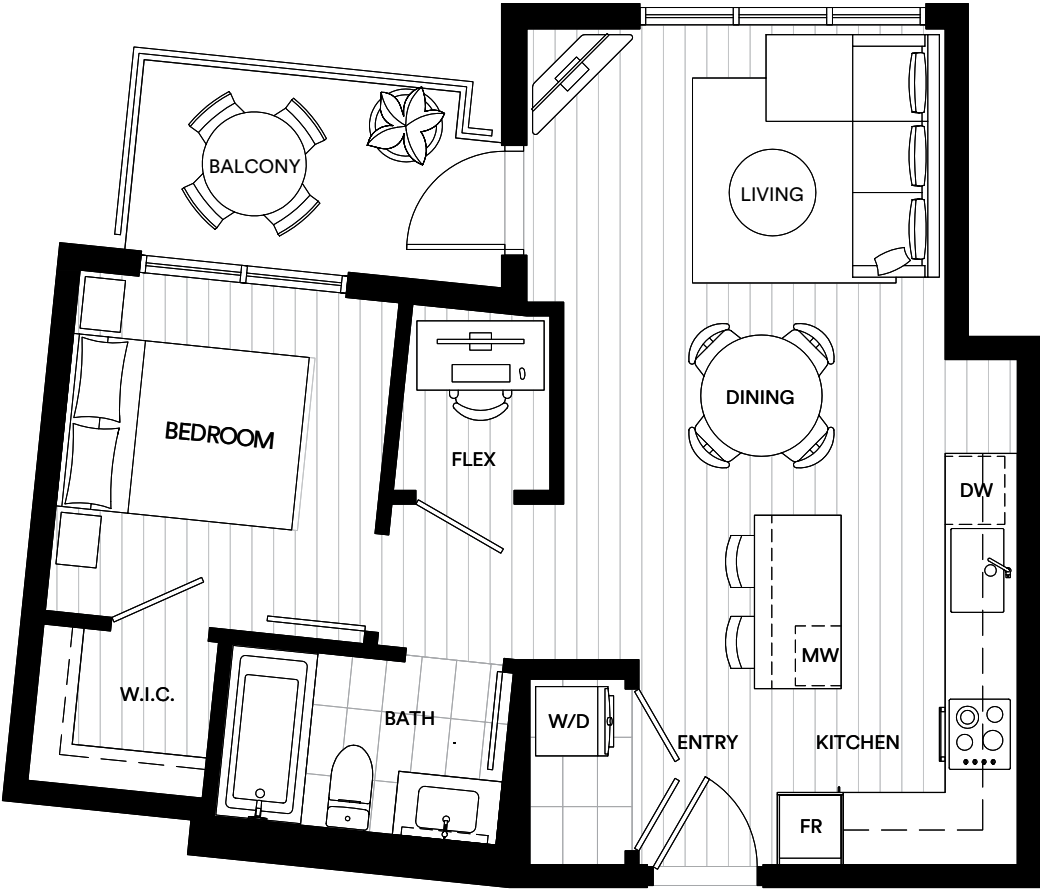 BALCONY
LIVING
DINING
BEDROOM
FLEX
DW
MW
W.I.C.
BATH
W/D
ENTRY
KITCHEN
FR